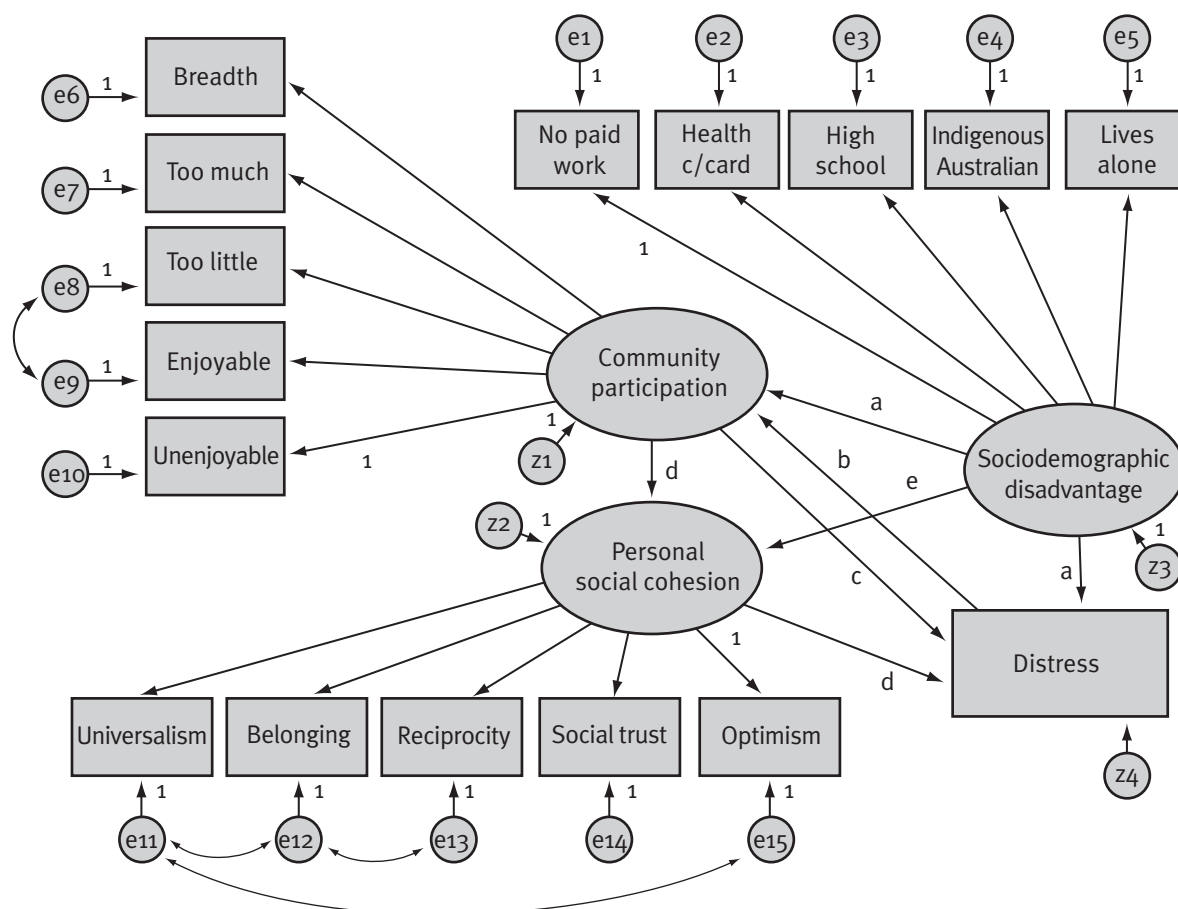 e1
e2
e3
e4
e5
1
1
1
1
1
No paid
work
Health
c/card
High
school
Indigenous
Australian
Lives
alone
e6
1
Breadth
e7
1
Too much
e8
1
Too little
e9
1
Enjoyable
e10
1
Unenjoyable
1
1
Community
participation
1
z1
a
b
Sociodemographic
disadvantage
1
z3
d
e
c
a
z2
1
Personal
social cohesion
1
d
Distress
z4
Universalism
Belonging
Reciprocity
Social trust
Optimism
1
1
1
1
1
e11
e12
e13
e14
e15